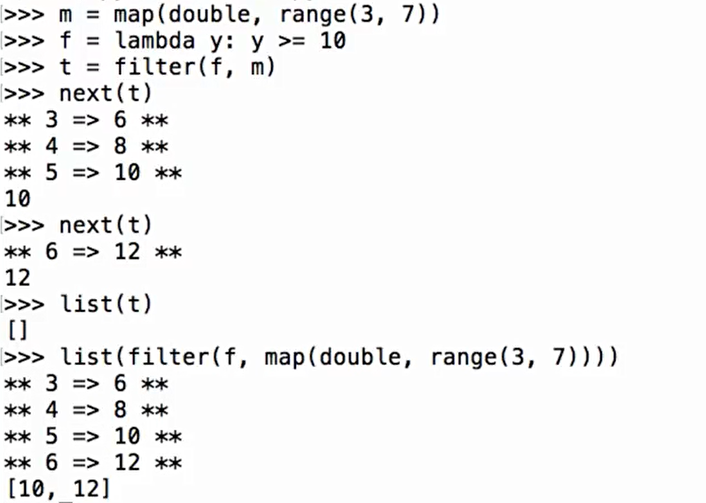 >>> m = map(double, range(3, 7))
>>> f = lambda y: y >= 10
>>> t = filter(f, m)
>>> next(t)
** 3 => 6 **
** 4 => 8 **
** 5 => 10 **
10
>>> next(t)
** 6 => 12 **
12
>>> list(t)
[]
>>> list(filter(f, map(double, range(3, 7))))
** 3 => 6 **
** 4 => 8 **
** 5 => 10 **
** 6 => 12 **
[10, 12]